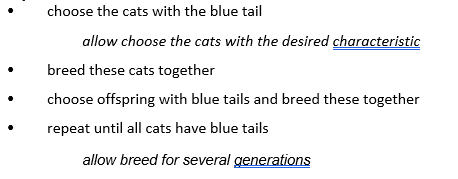 • choose the cats with the blue tail
allow choose the cats with the desired characteristic
• breed these cats together
• choose offspring with blue tails and breed these together
• repeat until all cats have blue tails
allow breed for several generations